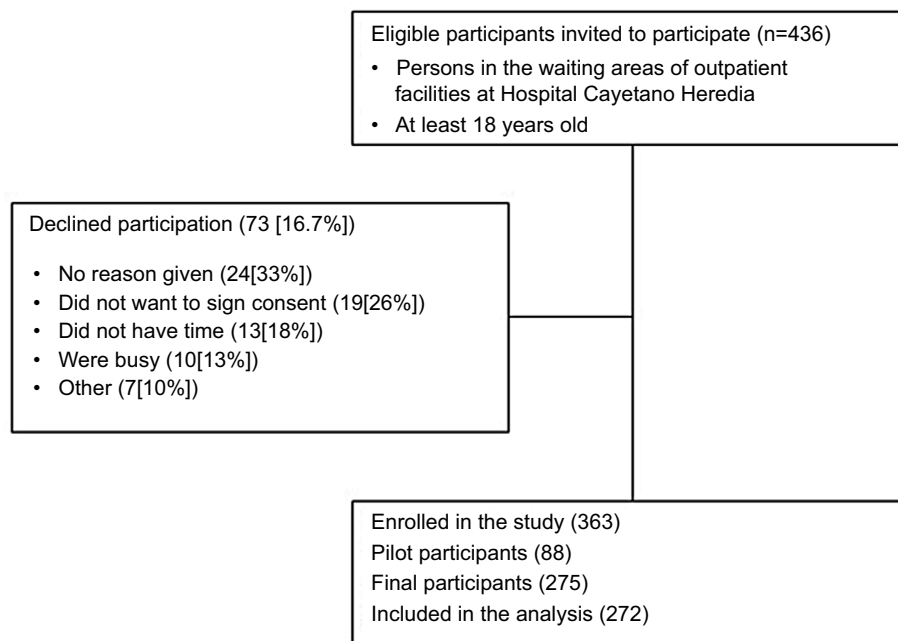 Eligible participants invited to participate (n=436)
• Persons in the waiting areas of outpatient
facilities at Hospital Cayetano Heredia
• At least 18 years old
Declined participation (73 [16.7%])
• No reason given (24[33%])
• Did not want to sign consent (19[26%])
• Did not have time (13[18%])
• Were busy (10[13%])
• Other (7[10%])
Enrolled in the study (363)
Pilot participants (88)
Final participants (275)
Included in the analysis (272)